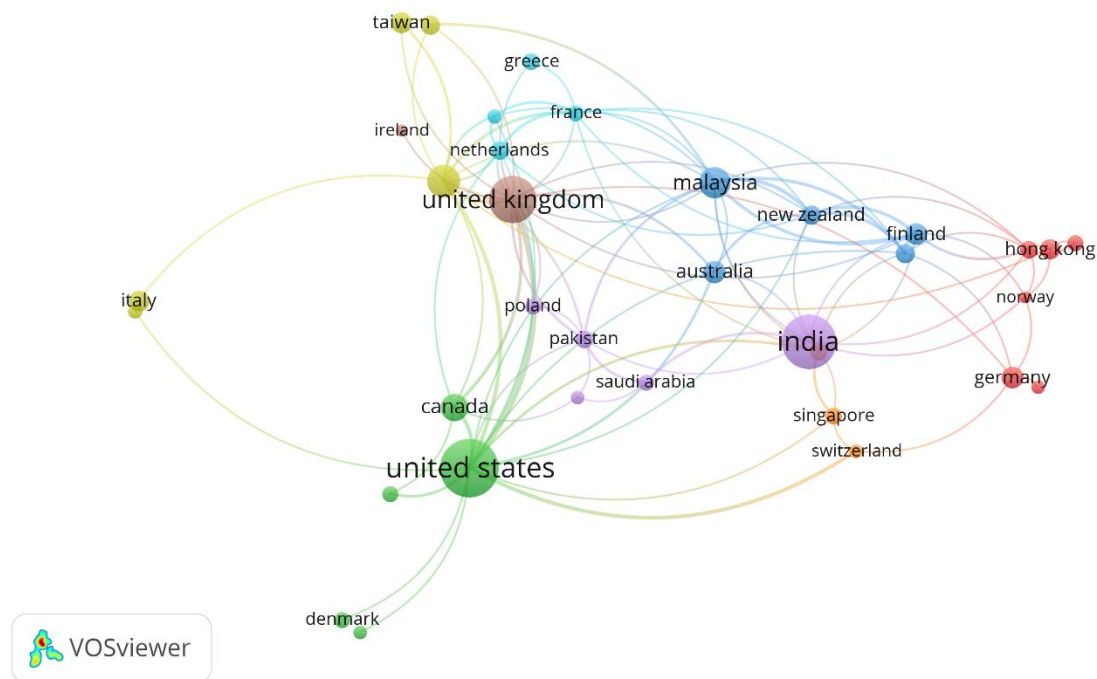 taiwan
greece
france
ireland
netherlands
malaysia
united kingdom
new zealand
finland
hong kong
australia
norway
italy
poland
pakistan
india
saudi arabia
germany
canada
singapore
switzerland
united states
denmark
VOSviewer